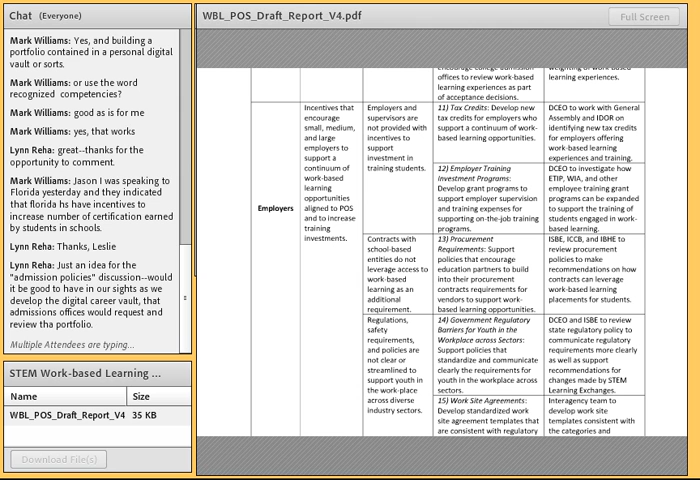 Chat (Everyone)
Mark Williams: Yes, and building a
portfolio contained in a personal digital
vault or sorts.
Mark Williams: or use the word
recognized competencies?
Mark Williams: good as is for me
Mark Williams: yes, that works
Lynn Reha: great--thanks for the
opportunity to comment.
Mark Williams: Jason I was speaking to
Florida yesterday and they indicated
that florida hs have incentives to
increase number of certification earned
by students in schools.
Lynn Reha: Thanks, Leslie
Lynn Reha: Just an idea for the
"admission policies" discussion--would
it be good to have in our sights as we
develop the digital career vault, that
admissions offices would request and
review tha portfolio.
Multiple Attendees are typing...
STEM Work-based Learning ...
Name Size
WBL_POS_Draft_Report_V4 35 KB
Download File(s)
WBL_POS_Draft_Report_V4.pdf
Full Screen
offices to review work-based
learning experiences as part
of acceptance decisions.
learning experiences.
Employers
Incentives that
encourage
small, medium,
and large
employers to
support a
continuum of
work-based
learning
opportunities
aligned to POS
and to increase
training
investments.
Employers and
supervisors are
not provided with
incentives to
support
investment in
training students.
11) Tax Credits: Develop new
tax credits for employers who
support a continuum of work-
based learning opportunities.
DCEO to work with General
Assembly and IDOR on
identifying new tax credits
for employers offering
work-based learning
experiences and training.
12) Employer Training
Investment Programs:
Develop grant programs to
support employer supervision
and training expenses for
supporting on-the-job training
programs.
DCEO to investigate how
ETIP, WIA, and other
employee training grant
programs can be expanded
to support the training of
students engaged in work-
based learning.
Contracts with
school-based
entities do not
leverage access to
work-based
learning as an
additional
requirement.
13) Procurement
Requirements: Support
policies that encourage
education partners to build
into their procurement
contracts requirements for
vendors to support work-
based learning opportunities.
ISBE, ICCB, and IBHE to
review procurement
policies to make
recommendations on how
contracts can leverage
work-based learning
placements for students.
Regulations,
safety
requirements,
and policies are
not clear or
streamlined to
support youth in
the work-place
across diverse
industry sectors.
14) Government Regulatory
Barriers for Youth in the
Workplace across Sectors:
Support policies that
standardize and communicate
clearly the requirements for
youth in the workplace across
sectors.
DCEO and ISBE to review
state regulatory policy to
communicate regulatory
requirements more clearly
as well as support
recommendations for
changes made by STEM
Learning Exchanges.
15) Work Site Agreements:
Develop standardized work
site agreement templates that
are consistent with regulatory
Interagency team to
develop work site
templates consistent with
the categories and